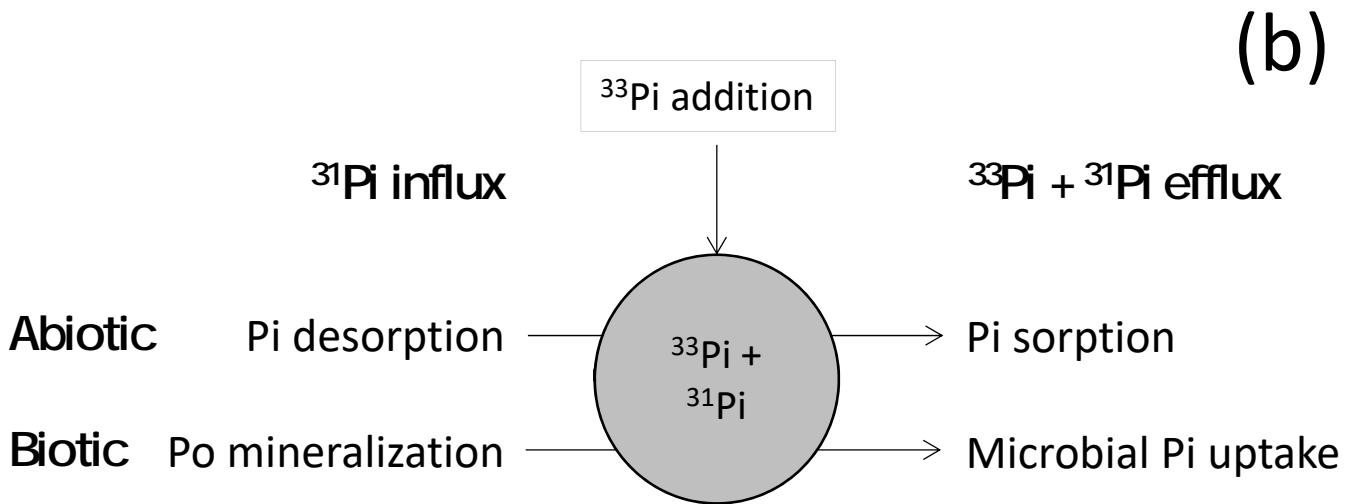 (b)
³³Pi addition
³¹Pi influx
³³Pi + ³¹Pi efflux
Abiotic Pi desorption
³³Pi +
³¹Pi
Pi sorption
Biotic Po mineralization
Microbial Pi uptake